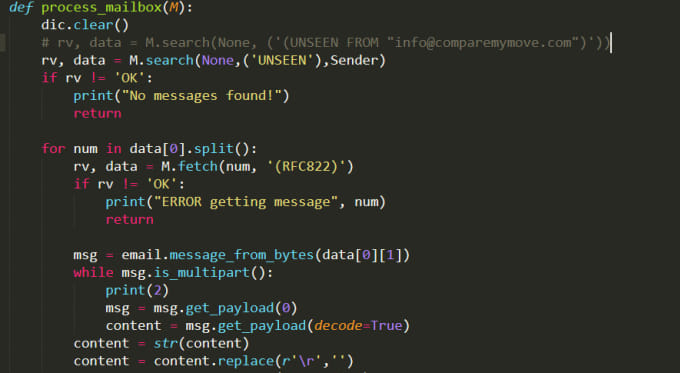 def process_mailbox(M):
    dic.clear()
    # rv, data = M.search(None, ('(UNSEEN FROM "info@comparemymove.com")'))
    rv, data = M.search(None,('UNSEEN'),Sender)
    if rv != 'OK':
        print("No messages found!")
        return

    for num in data[0].split():
        rv, data = M.fetch(num, '(RFC822)')
        if rv != 'OK':
            print("ERROR getting message", num)
            return

        msg = email.message_from_bytes(data[0][1])
        while msg.is_multipart():
            print(2)
            msg = msg.get_payload(0)
            content = msg.get_payload(decode=True)
        content = str(content)
        content = content.replace(r'\r','')